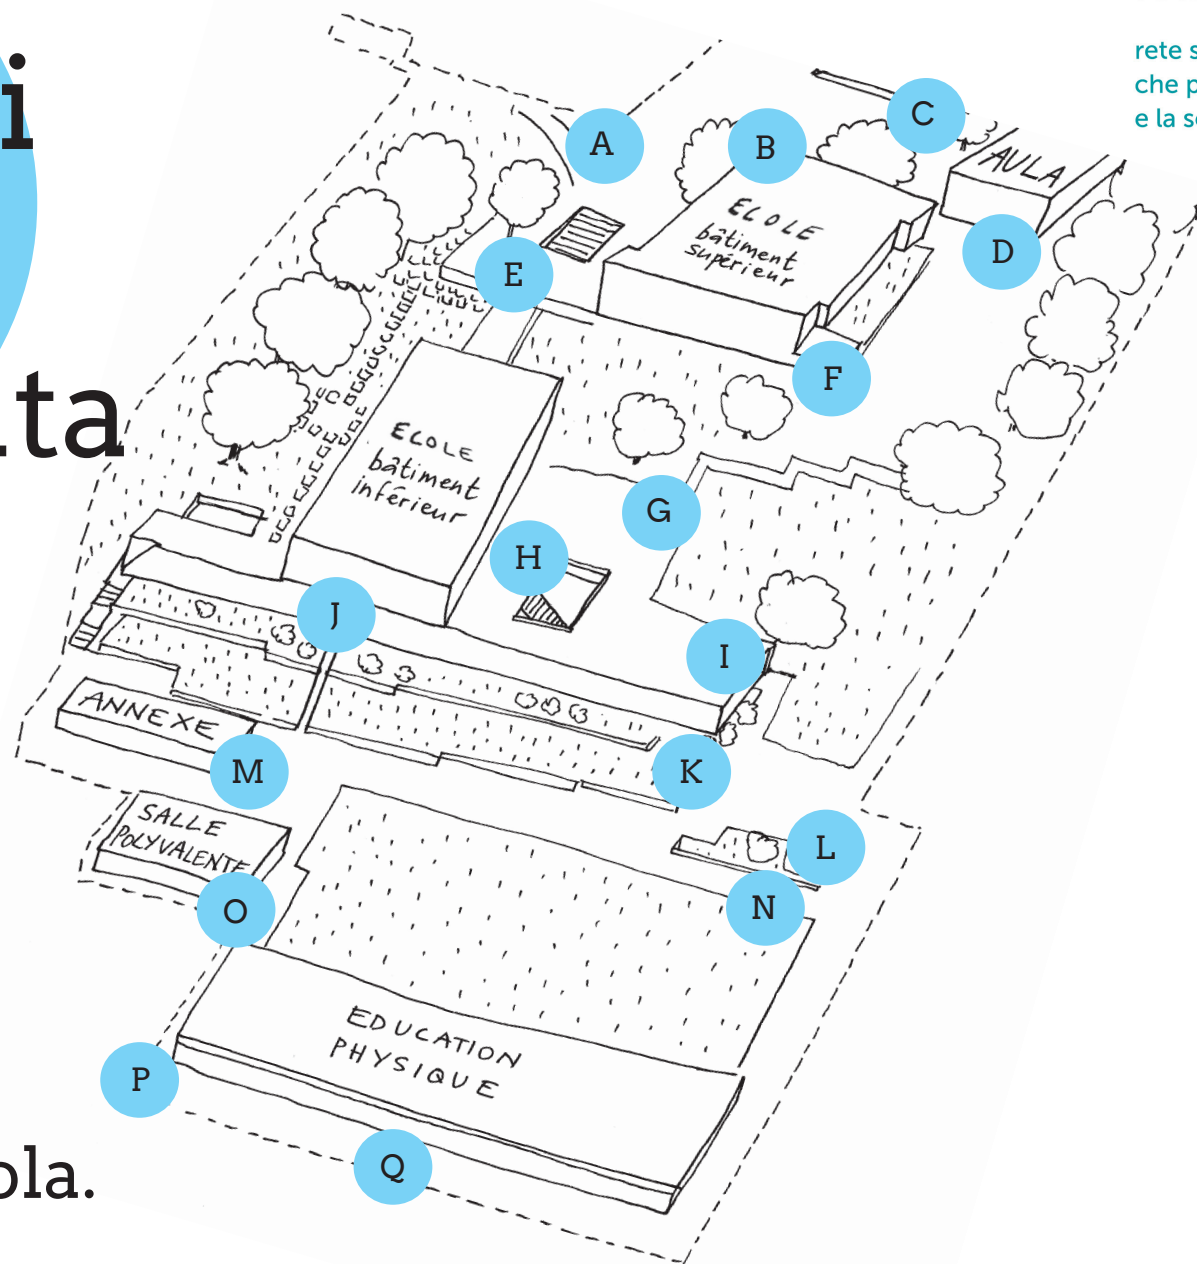 i
rete s
che p
e la s
A
B
C
AULA
D
ECOLE
bâtiment
supérieur
E
F
ta
ECOLE
bâtiment
inférieur
G
H
J
I
ANNEXE
M
K
SALLE
POLYVALENTE
L
N
O
EDUCATION
PHYSIQUE
P
Q
ola.